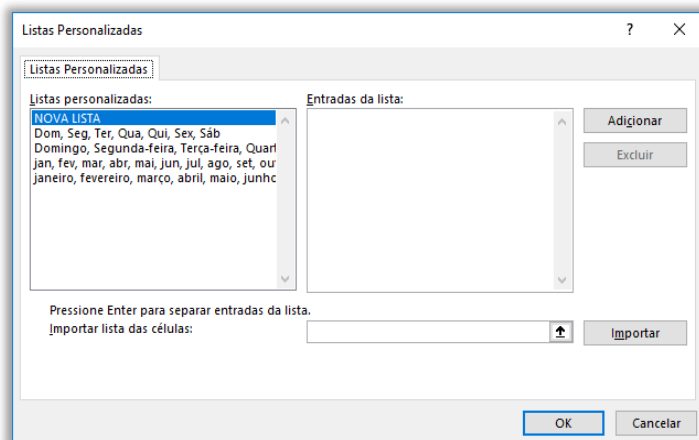 Listas Personalizadas
?
Listas Personalizadas
Listas personalizadas:
Entradas da lista:
NOVA LISTA
Dom, Seg, Ter, Qua, Qui, Sex, Sáb
Domingo, Segunda-feira, Terça-feira, Quart
jan, fev, mar, abr, mai, jun, jul, ago, set, ou
janeiro, fevereiro, março, abril, maio, junho
Adicionar
Excluir
Pressione Enter para separar entradas da lista.
Importar lista das células:
Importar
OK
Cancelar